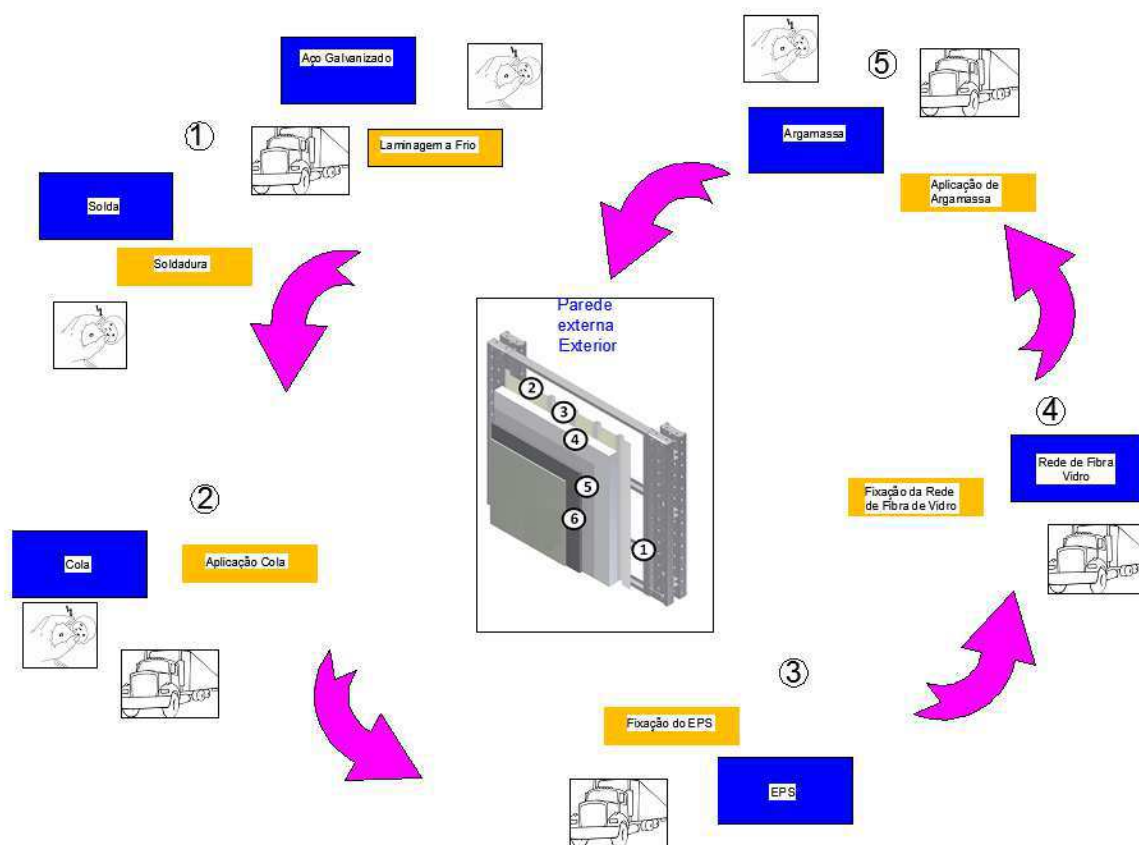 Aço Galvanizado
1
Laminagem a Frio
Solda
Soldadura
5
Argamassa
Aplicação de
Argamassa
Parede
externa
Exterior
2
3
4
5
6
1
4
Rede de Fibra
Vidro
Fixação da Rede
de Fibra de Vidro
2
Cola
Aplicação Cola
3
Fixação do EPS
EPS